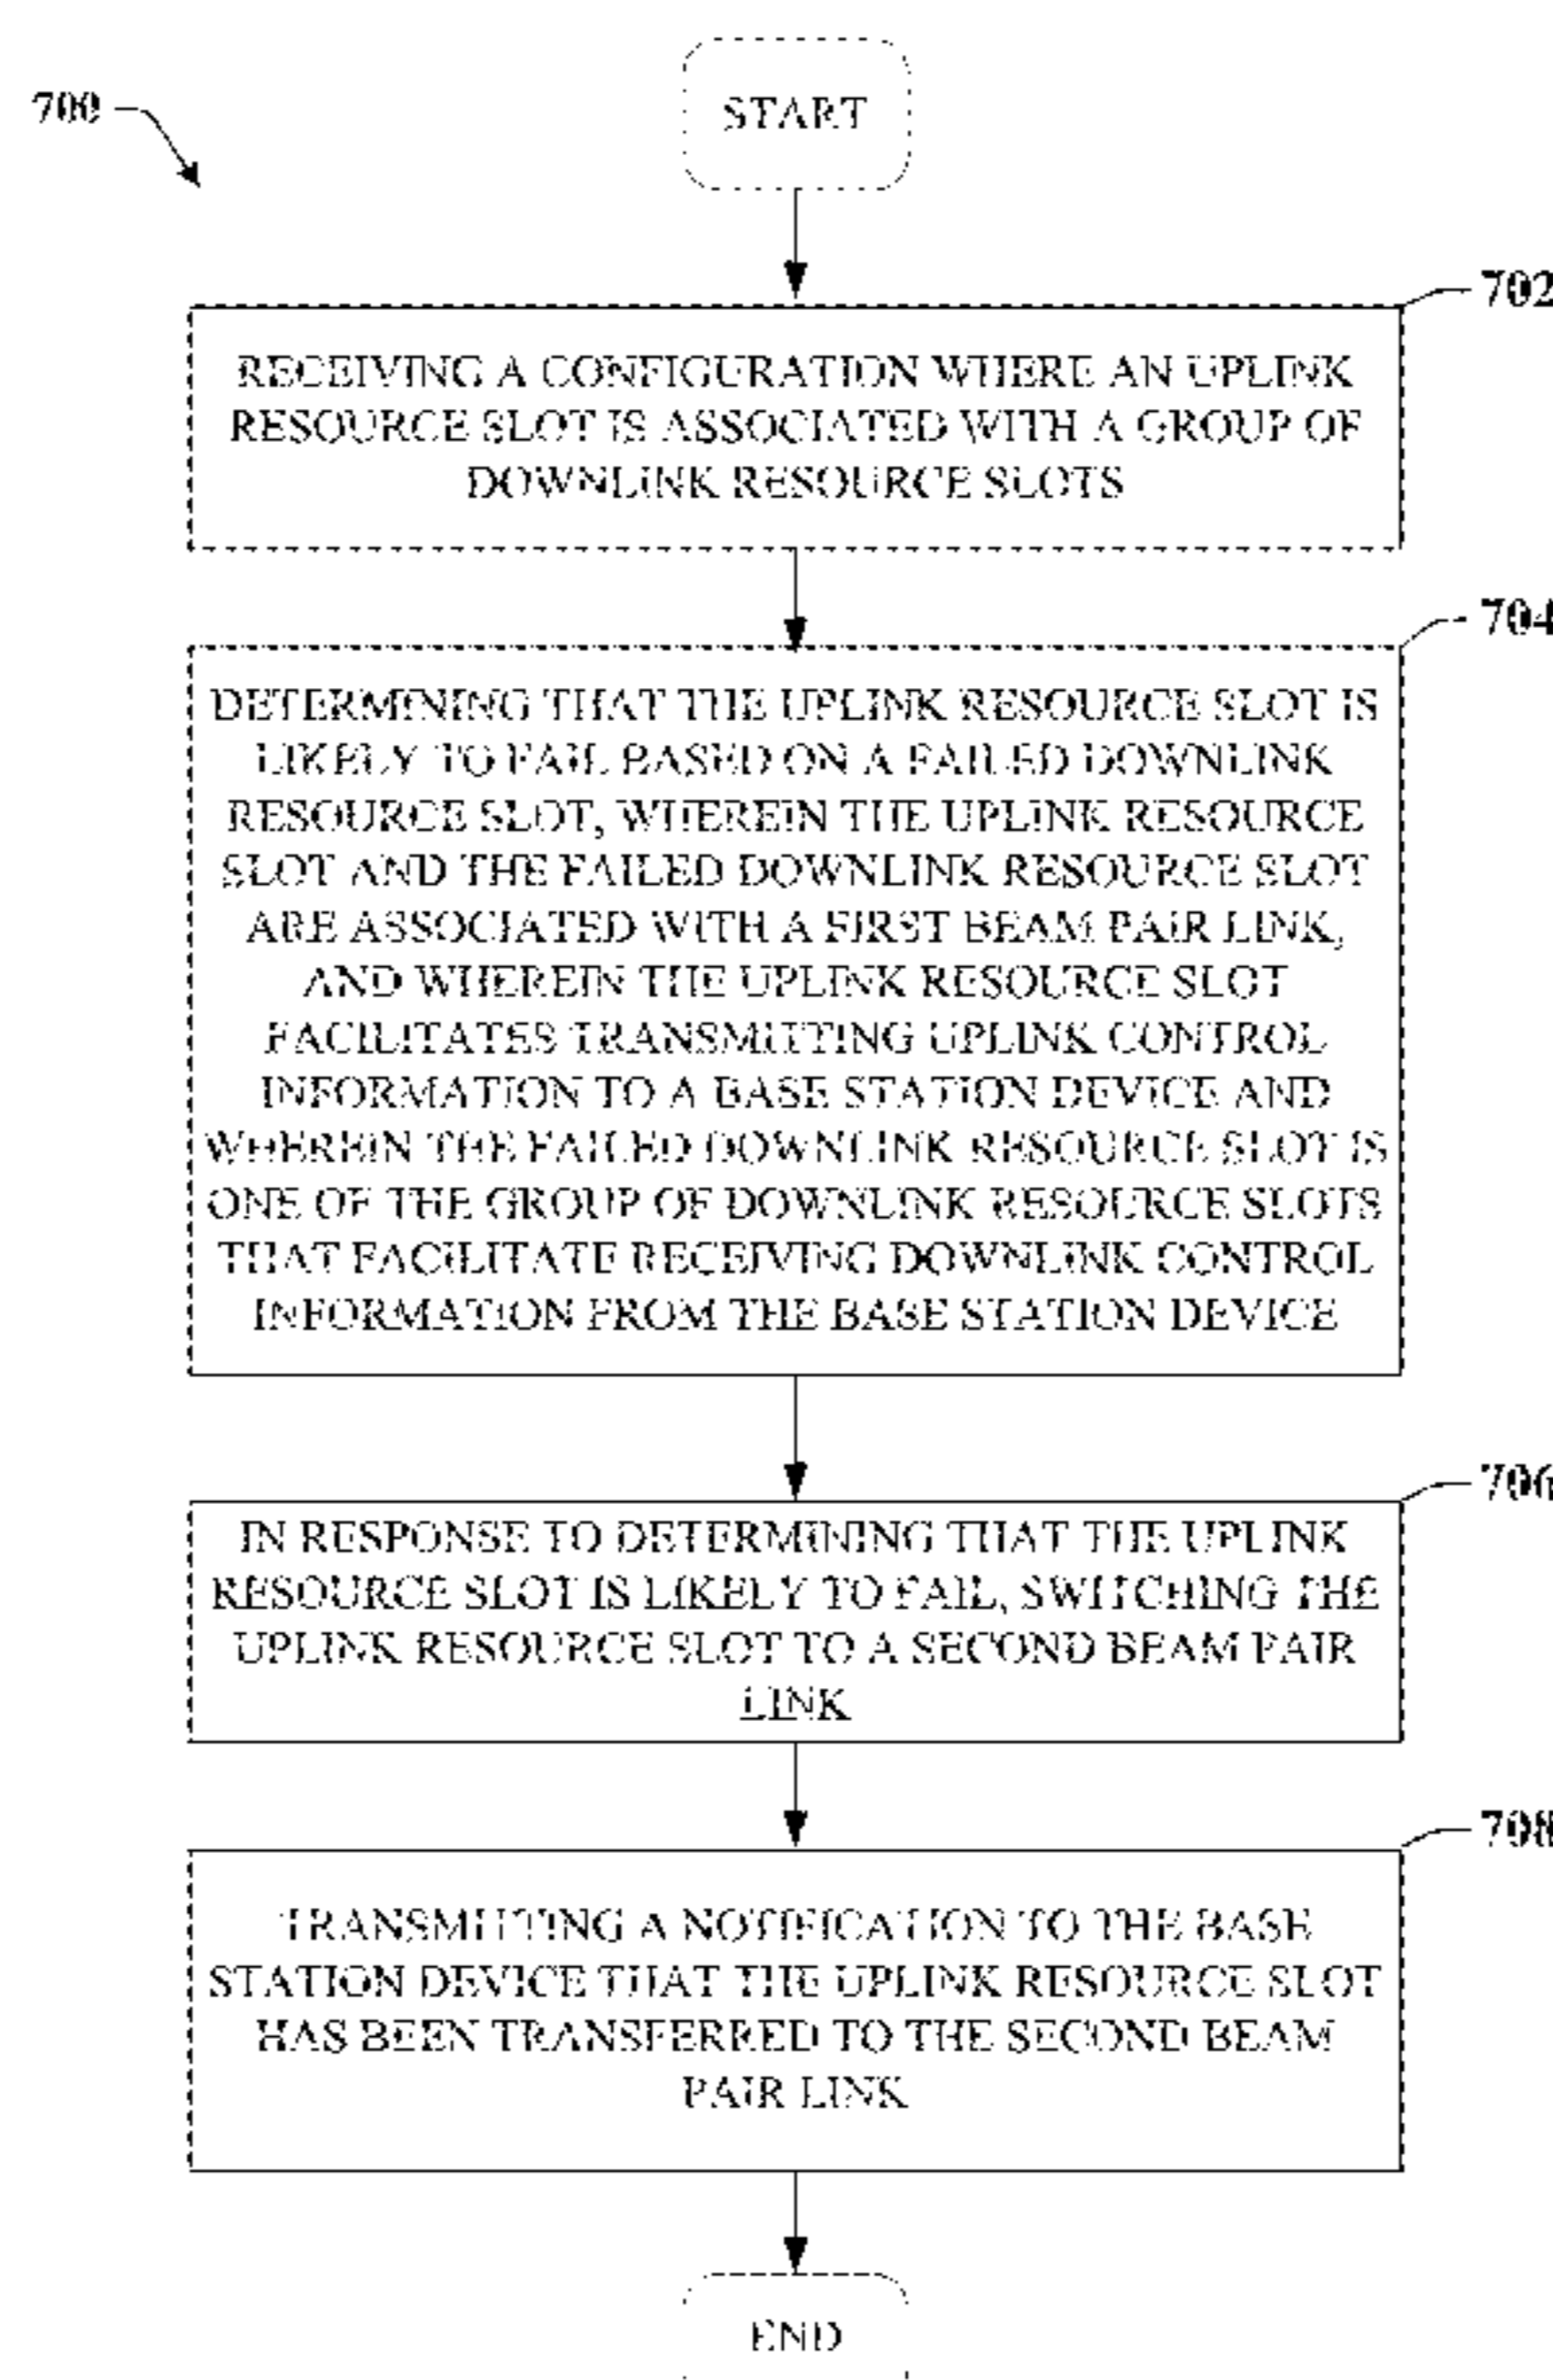 700
START
702
RECEIVING A CONFIGURATION WHERE AN UPLINK
RESOURCE SLOT IS ASSOCIATED WITH A GROUP OF
DOWNLINK RESOURCE SLOTS
704
DETERMINING THAT THE UPLINK RESOURCE SLOT IS
LIKELY TO FAIL BASED ON A FAILED DOWNLINK
RESOURCE SLOT, WHEREIN THE UPLINK RESOURCE
SLOT AND THE FAILED DOWNLINK RESOURCE SLOT
ARE ASSOCIATED WITH A FIRST BEAM PAIR LINK,
AND WHEREIN THE UPLINK RESOURCE SLOT
FACILITATES TRANSMITTING UPLINK CONTROL
INFORMATION TO A BASE STATION DEVICE AND
WHEREIN THE FAILED DOWNLINK RESOURCE SLOT IS
ONE OF THE GROUP OF DOWNLINK RESOURCE SLOTS
THAT FACILITATE RECEIVING DOWNLINK CONTROL
INFORMATION FROM THE BASE STATION DEVICE
706
IN RESPONSE TO DETERMINING THAT THE UPLINK
RESOURCE SLOT IS LIKELY TO FAIL, SWITCHING THE
UPLINK RESOURCE SLOT TO A SECOND BEAM PAIR
LINK
708
TRANSMITTING A NOTIFICATION TO THE BASE
STATION DEVICE THAT THE UPLINK RESOURCE SLOT
HAS BEEN TRANSFERRED TO THE SECOND BEAM
PAIR LINK
END